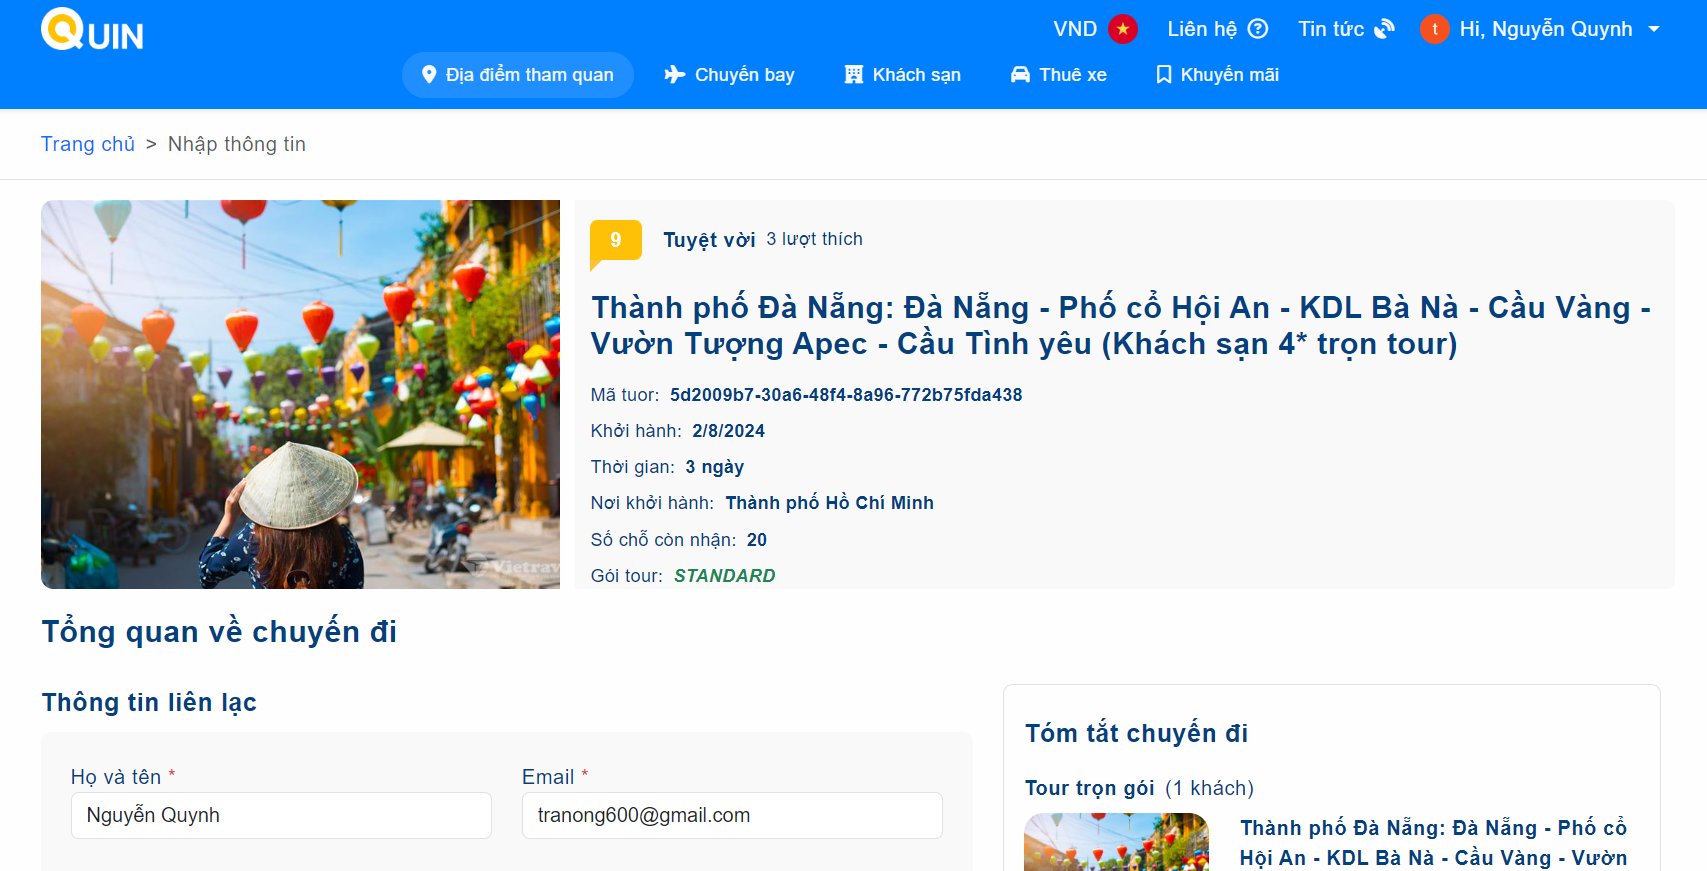 QUIN
VND
Liên hệ
Tin tức
t
Hi, Nguyễn Quynh
Địa điểm tham quan
Chuyến bay
Khách sạn
Thuê xe
Khuyến mãi
Trang chủ > Nhập thông tin
9
Tuyệt vời 3 lượt thích
Thành phố Đà Nẵng: Đà Nẵng - Phố cổ Hội An - KDL Bà Nà - Cầu Vàng -
Vườn Tượng Apec - Cầu Tình yêu (Khách sạn 4* trọn tour)
Mã tuor: 5d2009b7-30a6-48f4-8a96-772b75fda438
Khởi hành: 2/8/2024
Thời gian: 3 ngày
Nơi khởi hành: Thành phố Hồ Chí Minh
Số chỗ còn nhận: 20
Gói tour: STANDARD
Vietrav
Tổng quan về chuyến đi
Thông tin liên lạc
Họ và tên *
Nguyễn Quynh
Email *
tranong600@gmail.com
Tóm tắt chuyến đi
Tour trọn gói (1 khách)
Thành phố Đà Nẵng: Đà Nẵng - Phố cổ
Hội An - KDL Bà Nà - Cầu Vàng - Vườn